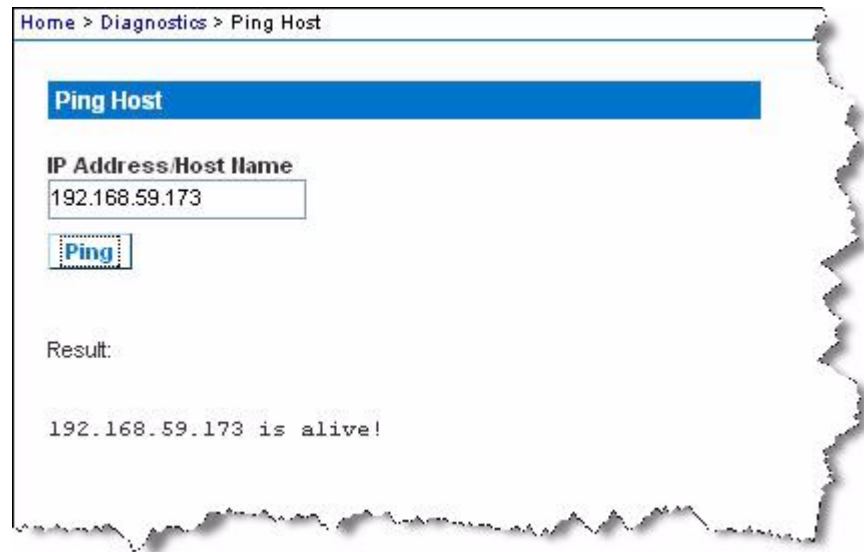 Home > Diagnostics > Ping Host
Ping Host
IP Address/Host Name
192.168.59.173
Ping
Result:
192.168.59.173 is alive!